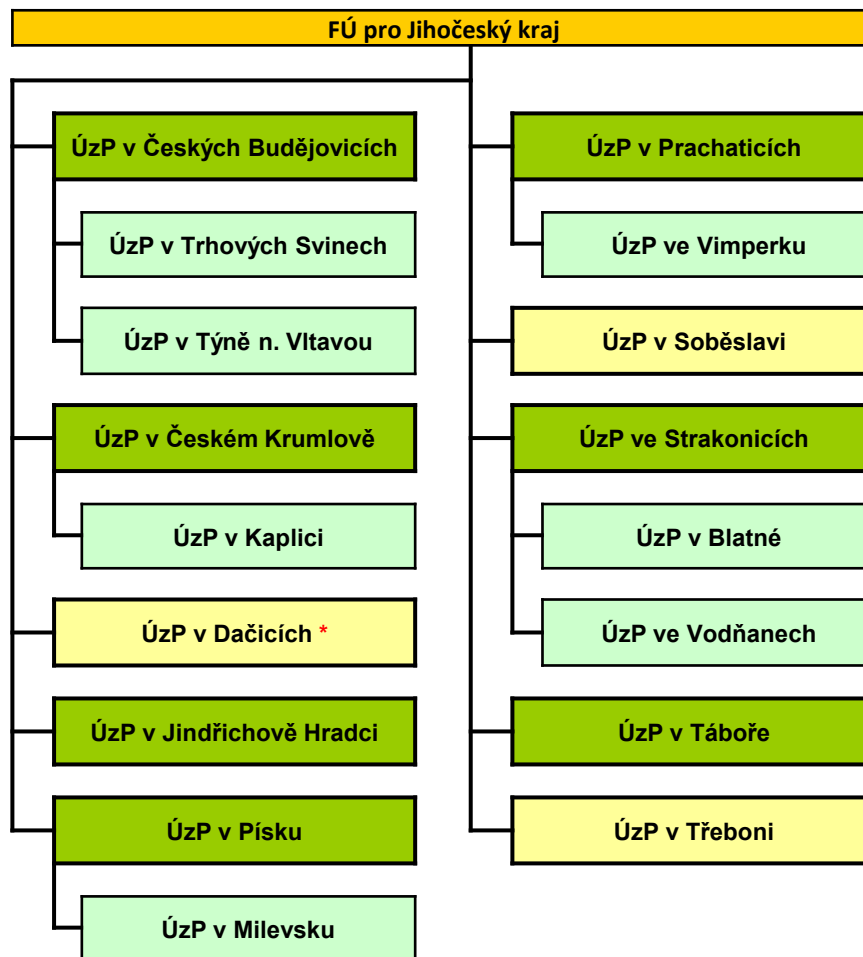 FÚ pro Jihočeský kraj
ÚzP v Českých Budějovicích
ÚzP v Trhových Svinech
ÚzP v Týně n. Vltavou
ÚzP v Českém Krumlově
ÚzP v Kaplici
ÚzP v Dačicích *
ÚzP v Jindřichově Hradci
ÚzP v Písku
ÚzP v Milevsku
ÚzP v Prachaticích
ÚzP ve Vimperku
ÚzP v Soběslavi
ÚzP ve Strakonicích
ÚzP v Blatné
ÚzP ve Vodňanech
ÚzP v Táboře
ÚzP v Třeboni